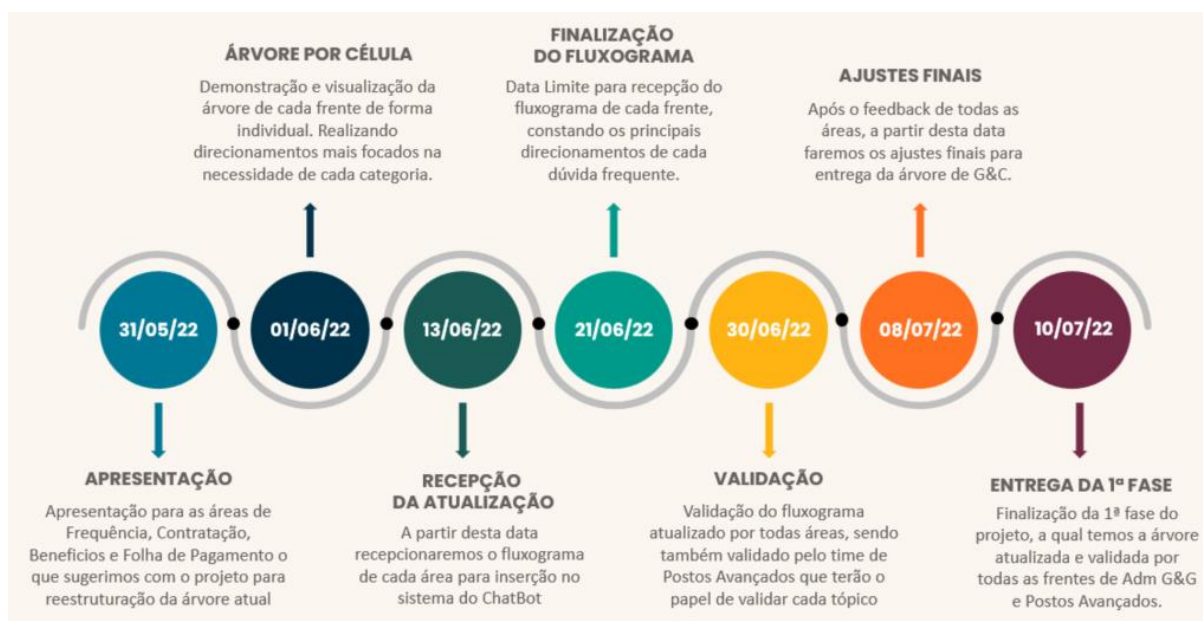 ÁRVORE POR CÉLULA
Demonstração e visualização da
árvore de cada frente de forma
individual. Realizando
direcionamentos mais focados na
necessidade de cada categoria.
FINALIZAÇÃO
DO FLUXOGRAMA
Data Limite para recepção do
fluxograma de cada frente,
constando os principais
direcionamentos de cada
dúvida frequente.
AJUSTES FINAIS
Após o feedback de todas as
áreas, a partir desta data
faremos os ajustes finais para
entrega da árvore de G&C.
31/05/22
01/06/22
13/06/22
21/06/22
30/06/22
08/07/22
10/07/22
APRESENTAÇÃO
Apresentação para as áreas de
Frequência, Contratação,
Beneficios e Folha de Pagamento o
que sugerimos com o projeto para
reestruturação da árvore atual
RECEPÇÃO
DA ATUALIZAÇÃO
A partir desta data
recepcionaremos o fluxograma
de cada área para inserção no
sistema do ChatBot
VALIDAÇÃO
Validação do fluxograma
atualizado por todas áreas, sendo
também validado pelo time de
Postos Avançados que terão o
papel de validar cada tópico
ENTREGA DA 1ª FASE
Finalização da 1ª fase do
projeto, a qual temos a árvore
atualizada e validada por
todas as frentes de Adm G&G
e Postos Avançados.